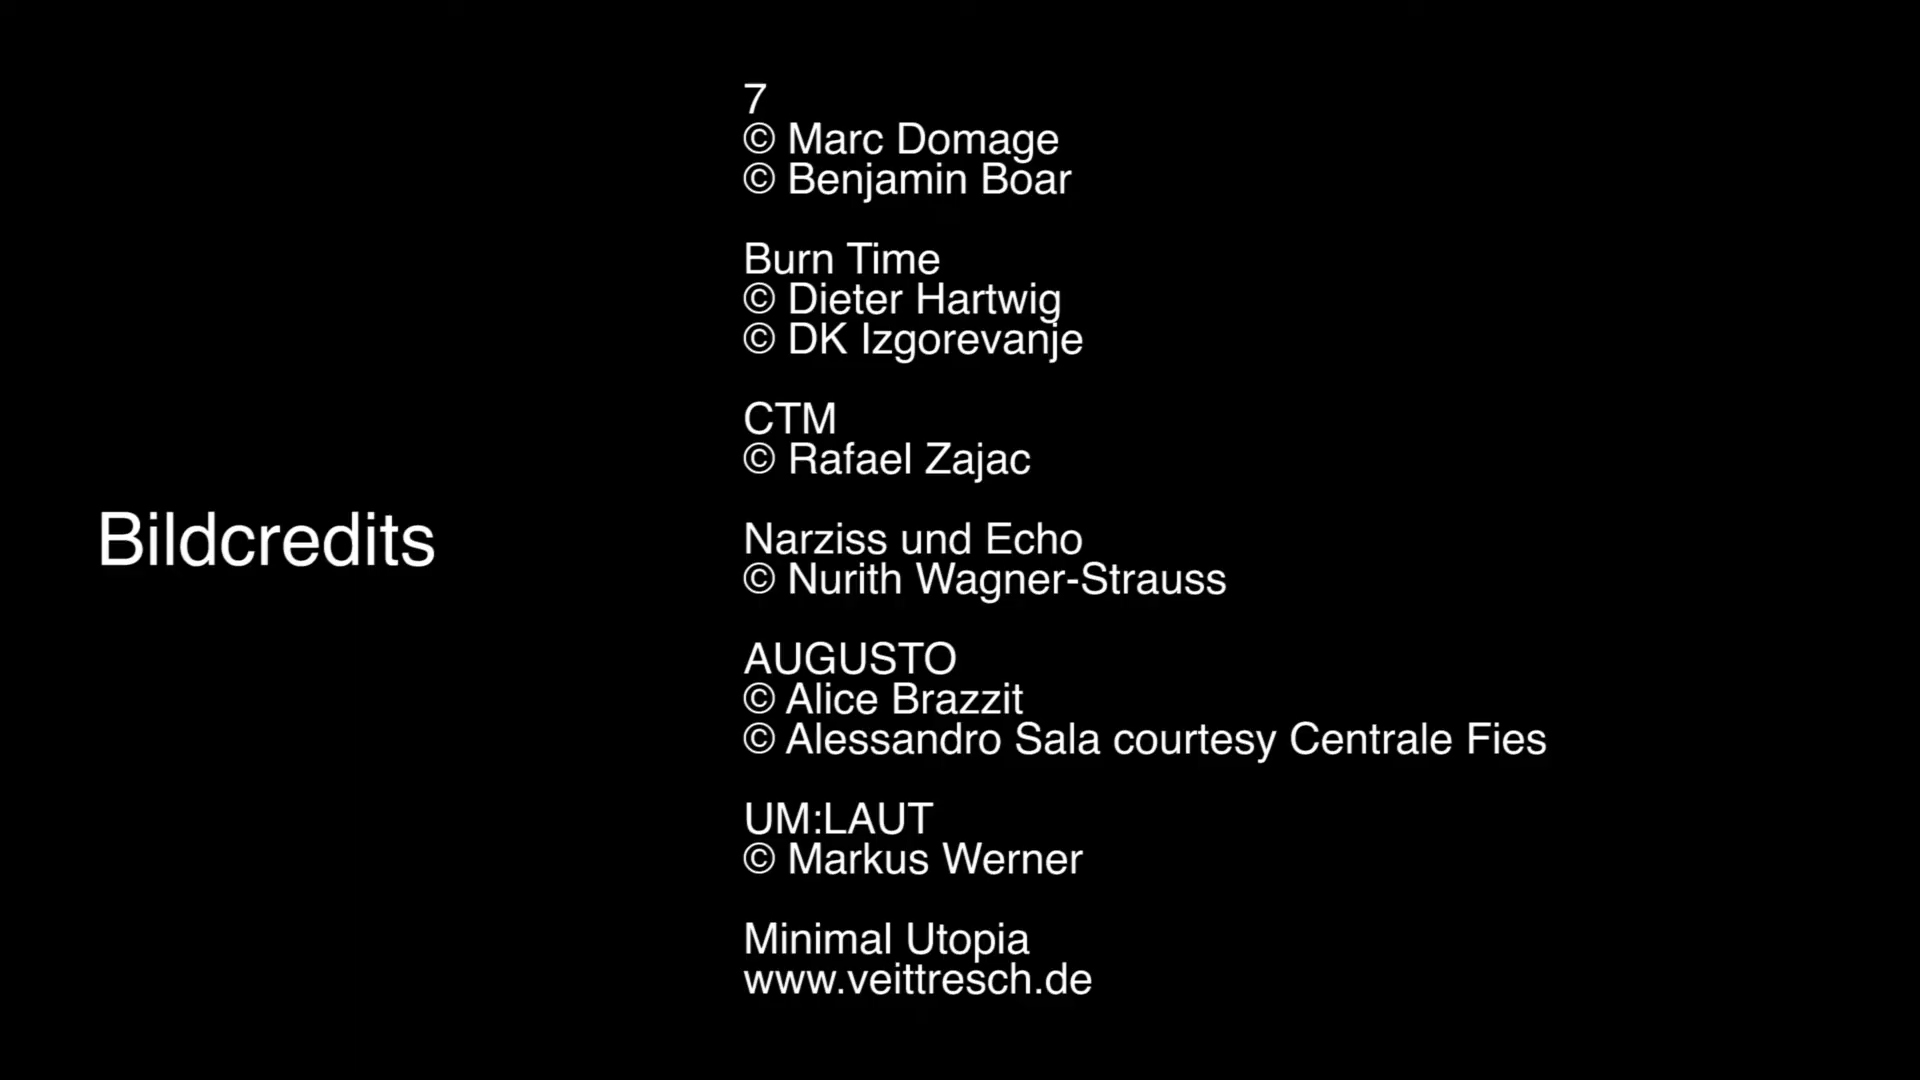 Bildcredits
7
© Marc Domage
© Benjamin Boar
Burn Time
© Dieter Hartwig
© DK Izgorevanje
CTM
© Rafael Zajac
Narziss und Echo
© Nurith Wagner-Strauss
AUGUSTO
© Alice Brazzit
© Alessandro Sala courtesy Centrale Fies
UM:LAUT
© Markus Werner
Minimal Utopia
www.veittresch.de